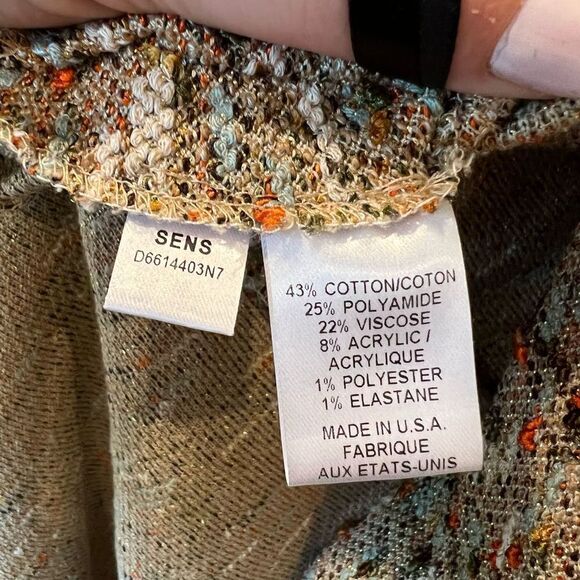 SENS
D6614403N7
43% COTTON/COTON
25% POLYAMIDE
22% VISCOSE
8% ACRYLIC /
ACRYLIQUE
1% POLYESTER
1% ELASTANE
MADE IN U.S.A.
FABRIQUE
AUX ETATS-UNIS